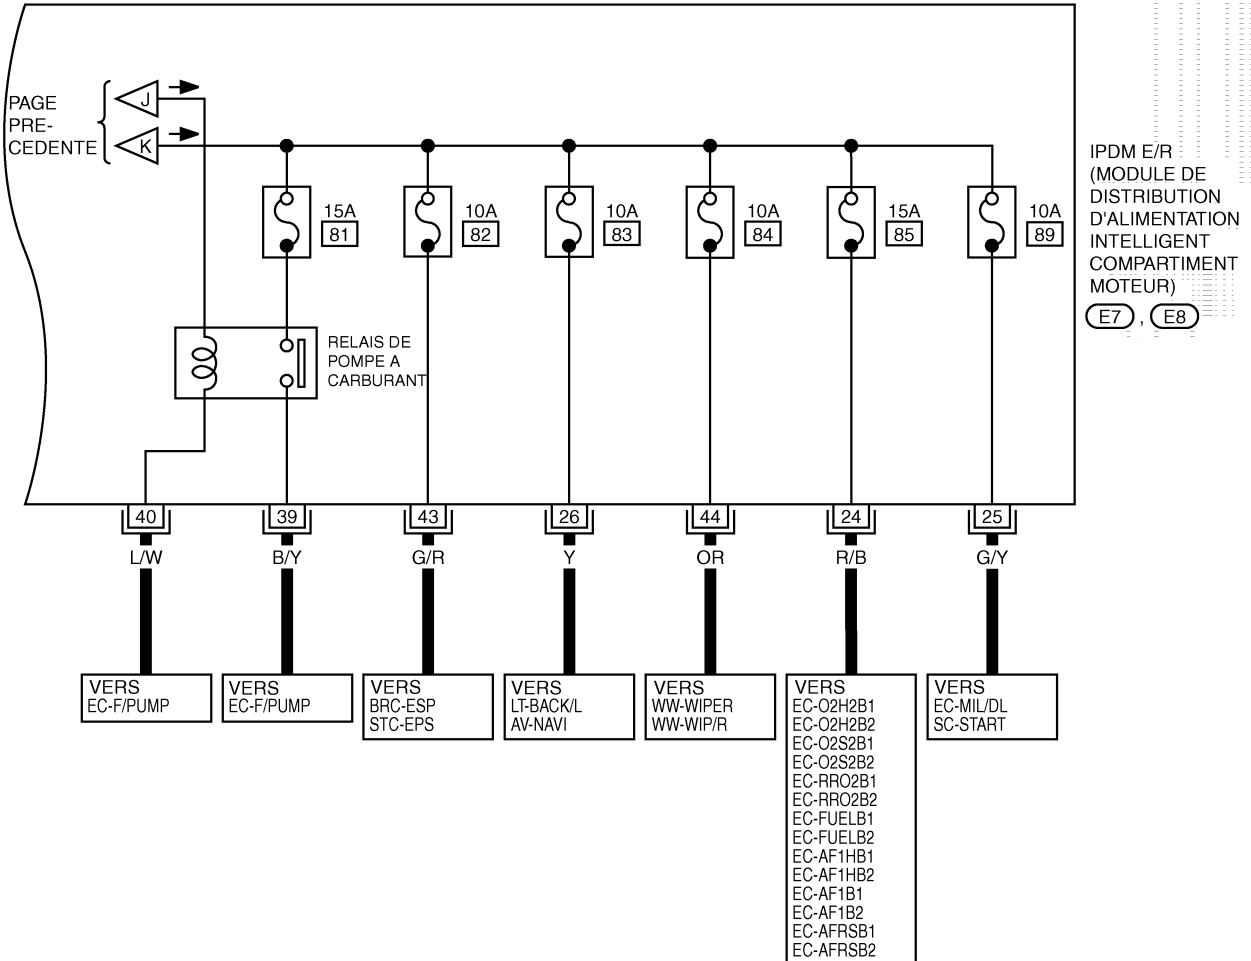 PAGE
PRE-
CEDENTE
J
K
15A
81
10A
82
10A
83
10A
84
15A
85
10A
89
IPDM E/R
(MODULE DE
DISTRIBUTION
D'ALIMENTATION
INTELLIGENT
COMPARTIMENT
MOTEUR)
E7 , E8
RELAIS DE
POMPE A
CARBURANT
40
39
43
26
44
24
25
L/W
B/Y
G/R
Y
OR
R/B
G/Y
VERS
EC-F/PUMP
VERS
EC-F/PUMP
VERS
BRC-ESP
STC-EPS
VERS
LT-BACK/L
AV-NAVI
VERS
WW-WIPER
WW-WIP/R
VERS
EC-O2H2B1
EC-O2H2B2
EC-O2S2B1
EC-O2S2B2
EC-RRO2B1
EC-RRO2B2
EC-FUELB1
EC-FUELB2
EC-AF1HB1
EC-AF1HB2
EC-AF1B1
EC-AF1B2
EC-AFRSB1
EC-AFRSB2
VERS
EC-MIL/DL
SC-START